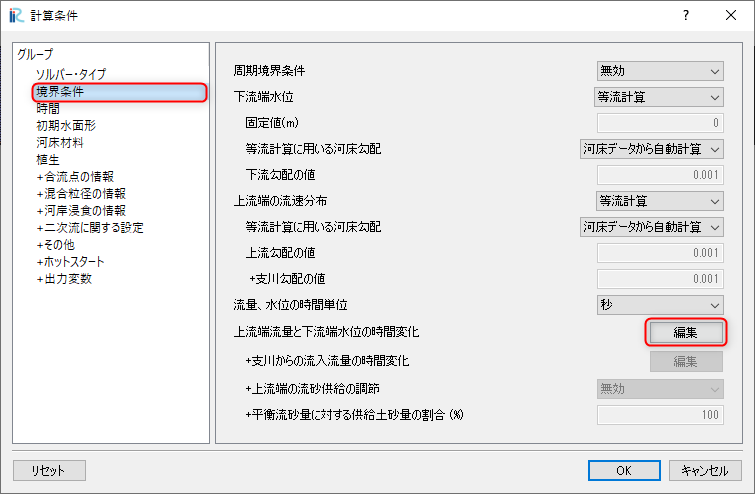 計算条件
グループ
ソルバー・タイプ
境界条件
時間
初期水面形
河床材料
植生
+合流点の情報
+混合粒径の情報
+河岸浸食の情報
+二次流に関する設定
+その他
+ホットスタート
+出力変数
周期境界条件 無効
下流端水位 等流計算
固定値(m) 0
等流計算に用いる河床勾配 河床データから自動計算
下流勾配の値 0.001
上流端の流速分布 等流計算
等流計算に用いる河床勾配 河床データから自動計算
上流勾配の値 0.001
+支川勾配の値 0.001
流量、水位の時間単位 秒
上流端流量と下流端水位の時間変化 編集
+支川からの流入流量の時間変化 編集
+上流端の流砂供給の調節 無効
+平衡流砂量に対する供給土砂量の割合 (%) 100
リセット OK キャンセル